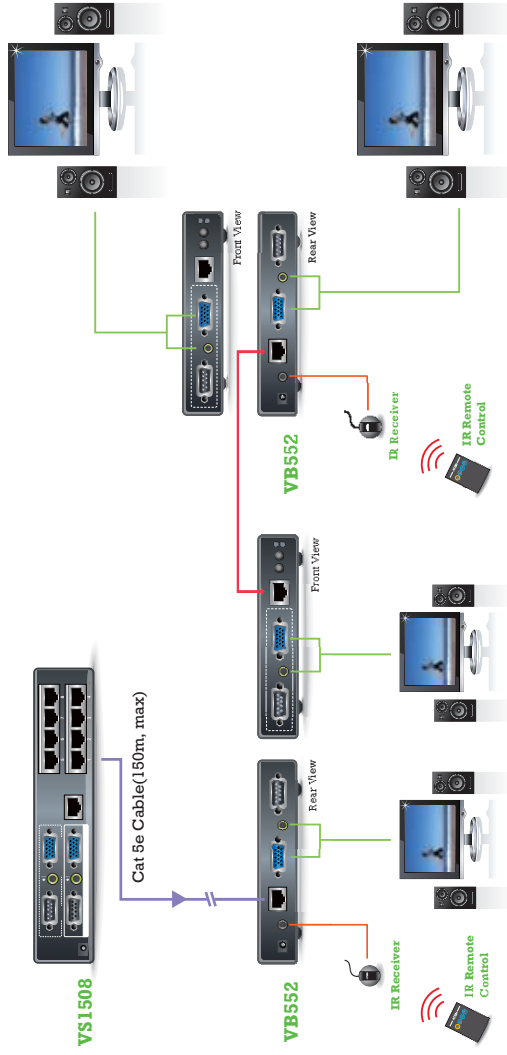 VS1508
Cat 5e Cable(150m, max)
VB552
Rear View
Front View
IR Receiver
IR Remote
Control
VB552
Rear View
Front View
IR Receiver
IR Remote
Control